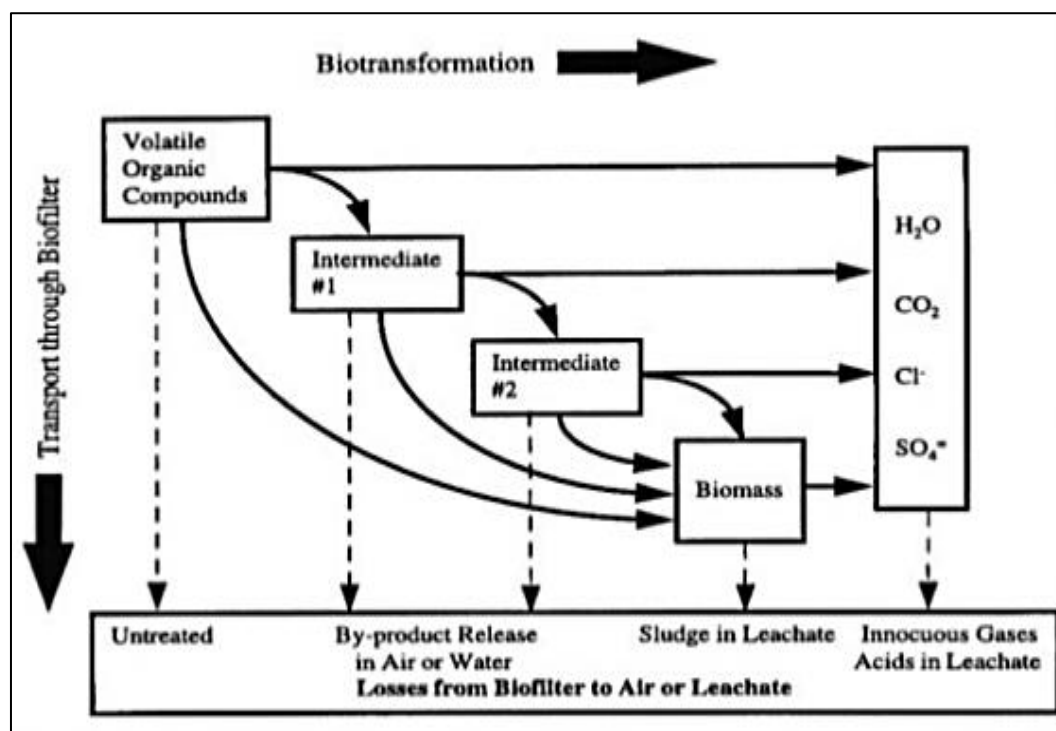 Biotransformation
Transport through Biofilter
Volatile
Organic
Compounds
Intermediate
#1
Intermediate
#2
Biomass
H₂O
CO₂
Cl⁻
SO₄⁼
Untreated
By-product Release
in Air or Water
Sludge in Leachate
Innocuous Gases
Acids in Leachate
Losses from Biofilter to Air or Leachate